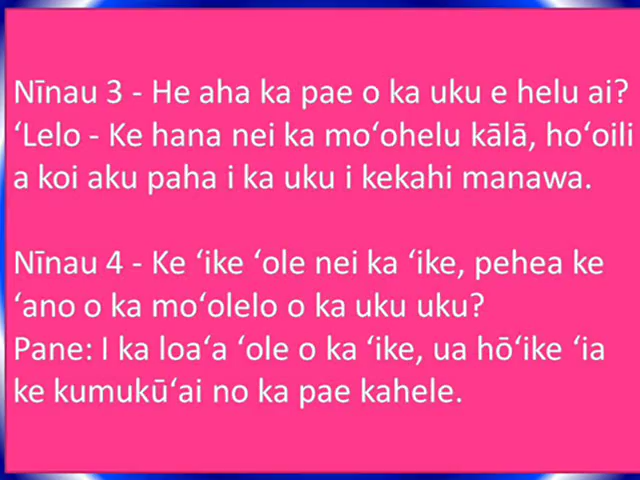 Nīnau 3 - He aha ka pae o ka uku e helu ai?
ʻLelo - Ke hana nei ka moʻohelu kālā, hoʻoili
a koi aku paha i ka uku i kekahi manawa.
Nīnau 4 - Ke ʻike ʻole nei ka ʻike, pehea ke
ʻano o ka moʻolelo o ka uku uku?
Pane: I ka loaʻa ʻole o ka ʻike, ua hōʻike ʻia
ke kumukūʻai no ka pae kahele.